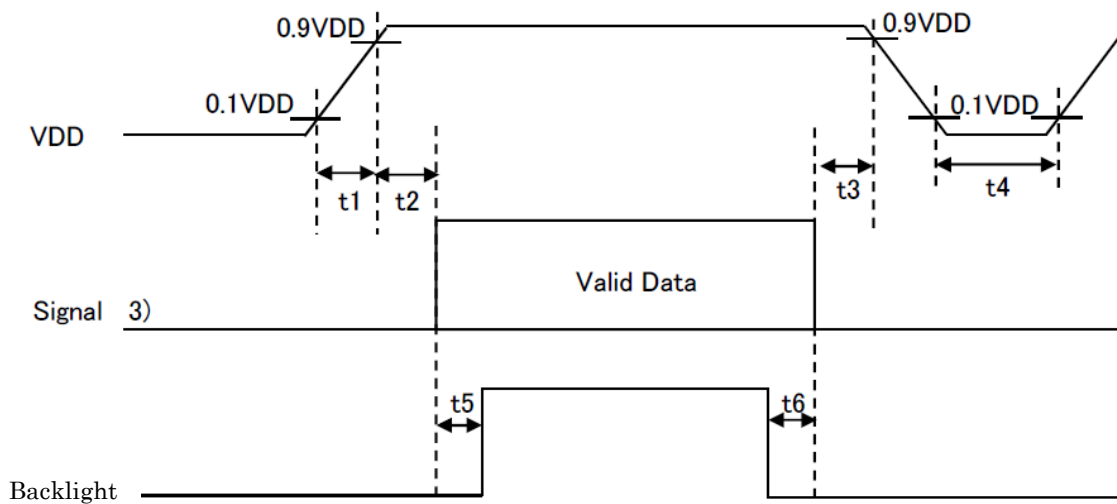 0.9VDD
0.9VDD
0.1VDD
0.1VDD
VDD
t1
t2
t3
t4
Valid Data
Signal 3)
t5
t6
Backlight